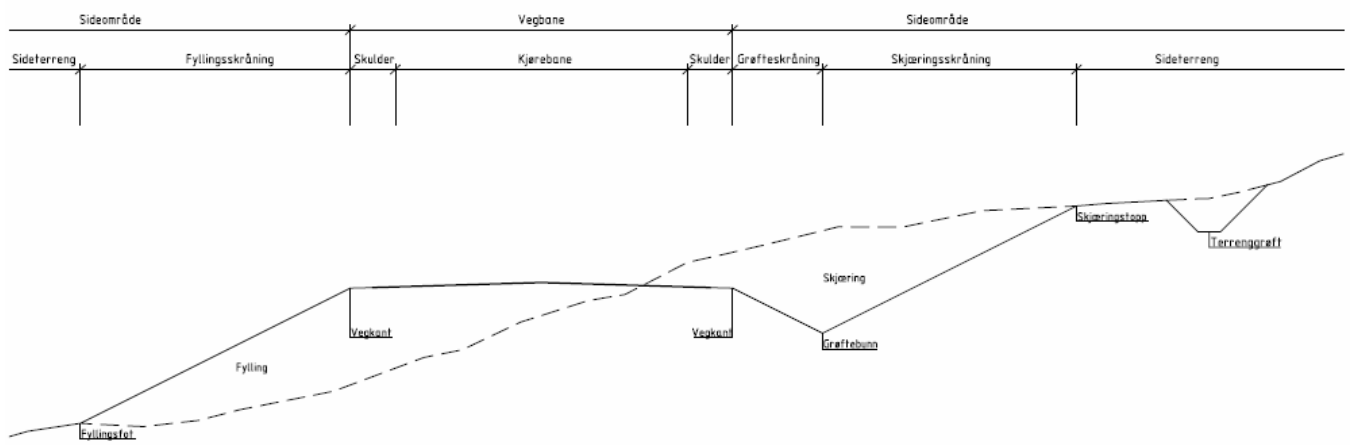 Sideområde Vegbane Sideområde
Sideterreng Fyllingsskråning Skulder Kjørebane Skulder Grøfteskråning Skjæringsskråning Sideterreng
Skjæringstopp
Terrenggrøft
Skjæring
Vegkant Vegkant
Grøftebunn
Fylling
Fyllingsfot